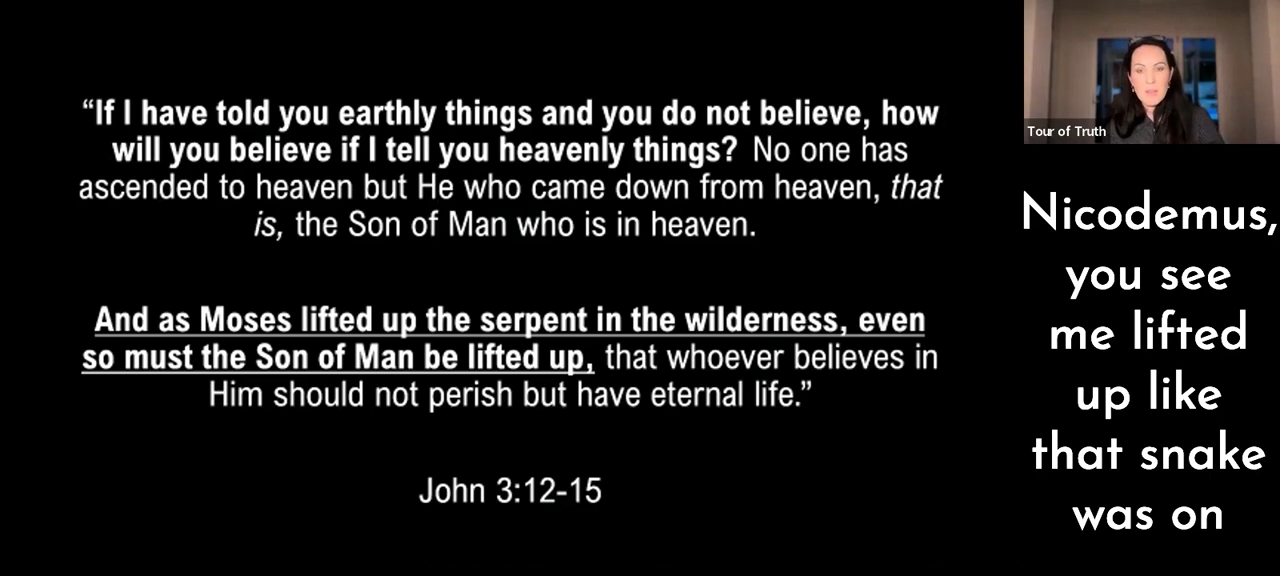 “If I have told you earthly things and you do not believe, how
will you believe if I tell you heavenly things? No one has
ascended to heaven but He who came down from heaven, that
is, the Son of Man who is in heaven.
And as Moses lifted up the serpent in the wilderness, even
so must the Son of Man be lifted up, that whoever believes in
Him should not perish but have eternal life.”
John 3:12-15
Tour of Truth
Nicodemus,
you see
me lifted
up like
that snake
was on